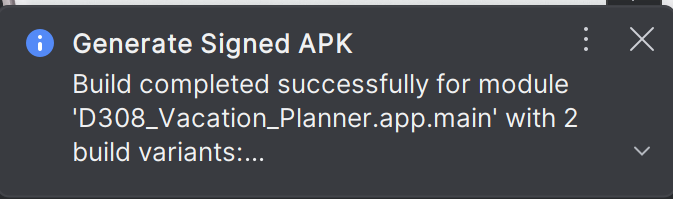 Generate Signed APK
Build completed successfully for module
'D308_Vacation_Planner.app.main' with 2
build variants:...